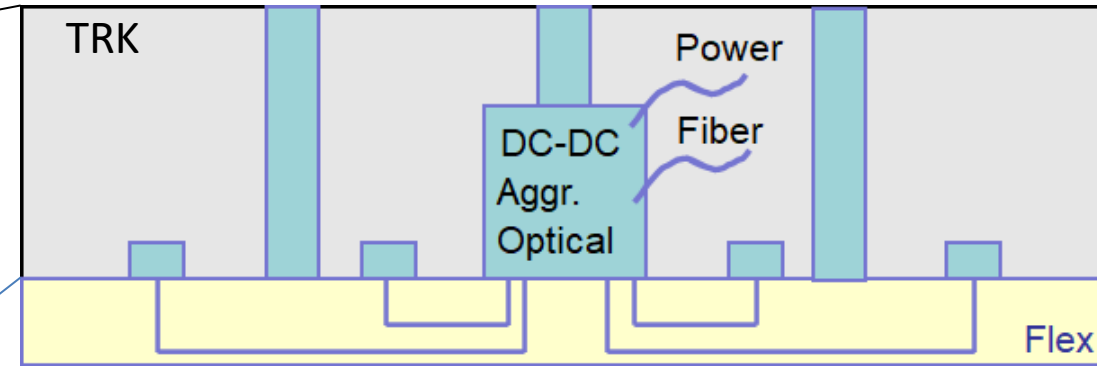 TRK
Power
Fiber
DC-DC
Aggr.
Optical
Flex